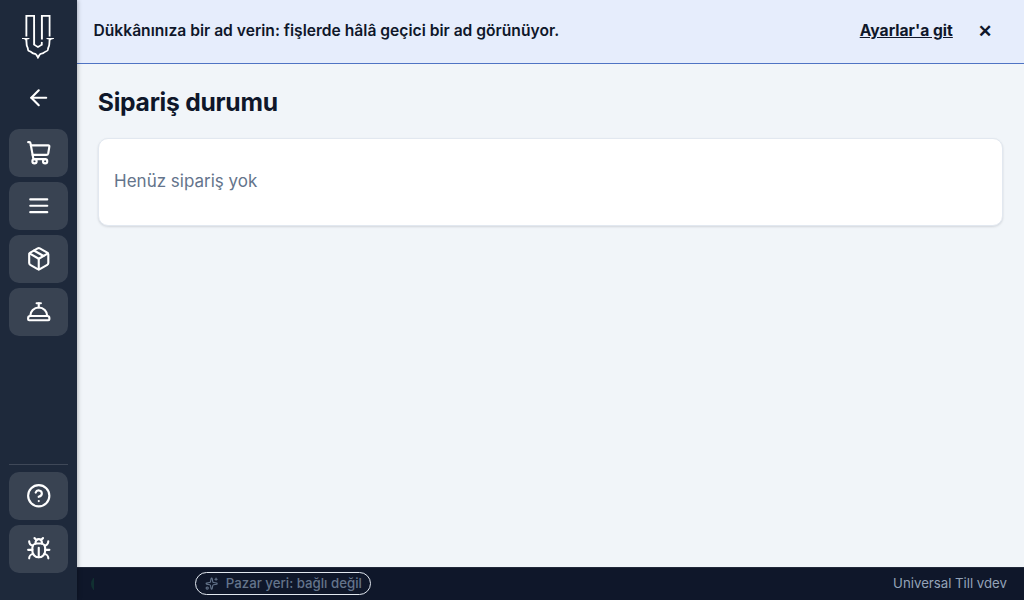 Dükkânınıza bir ad verin: fişlerde hâlâ geçici bir ad görünüyor.
Ayarlar'a git
Sipariş durumu
Henüz sipariş yok
Pazar yeri: bağlı değil
Universal Till vdev